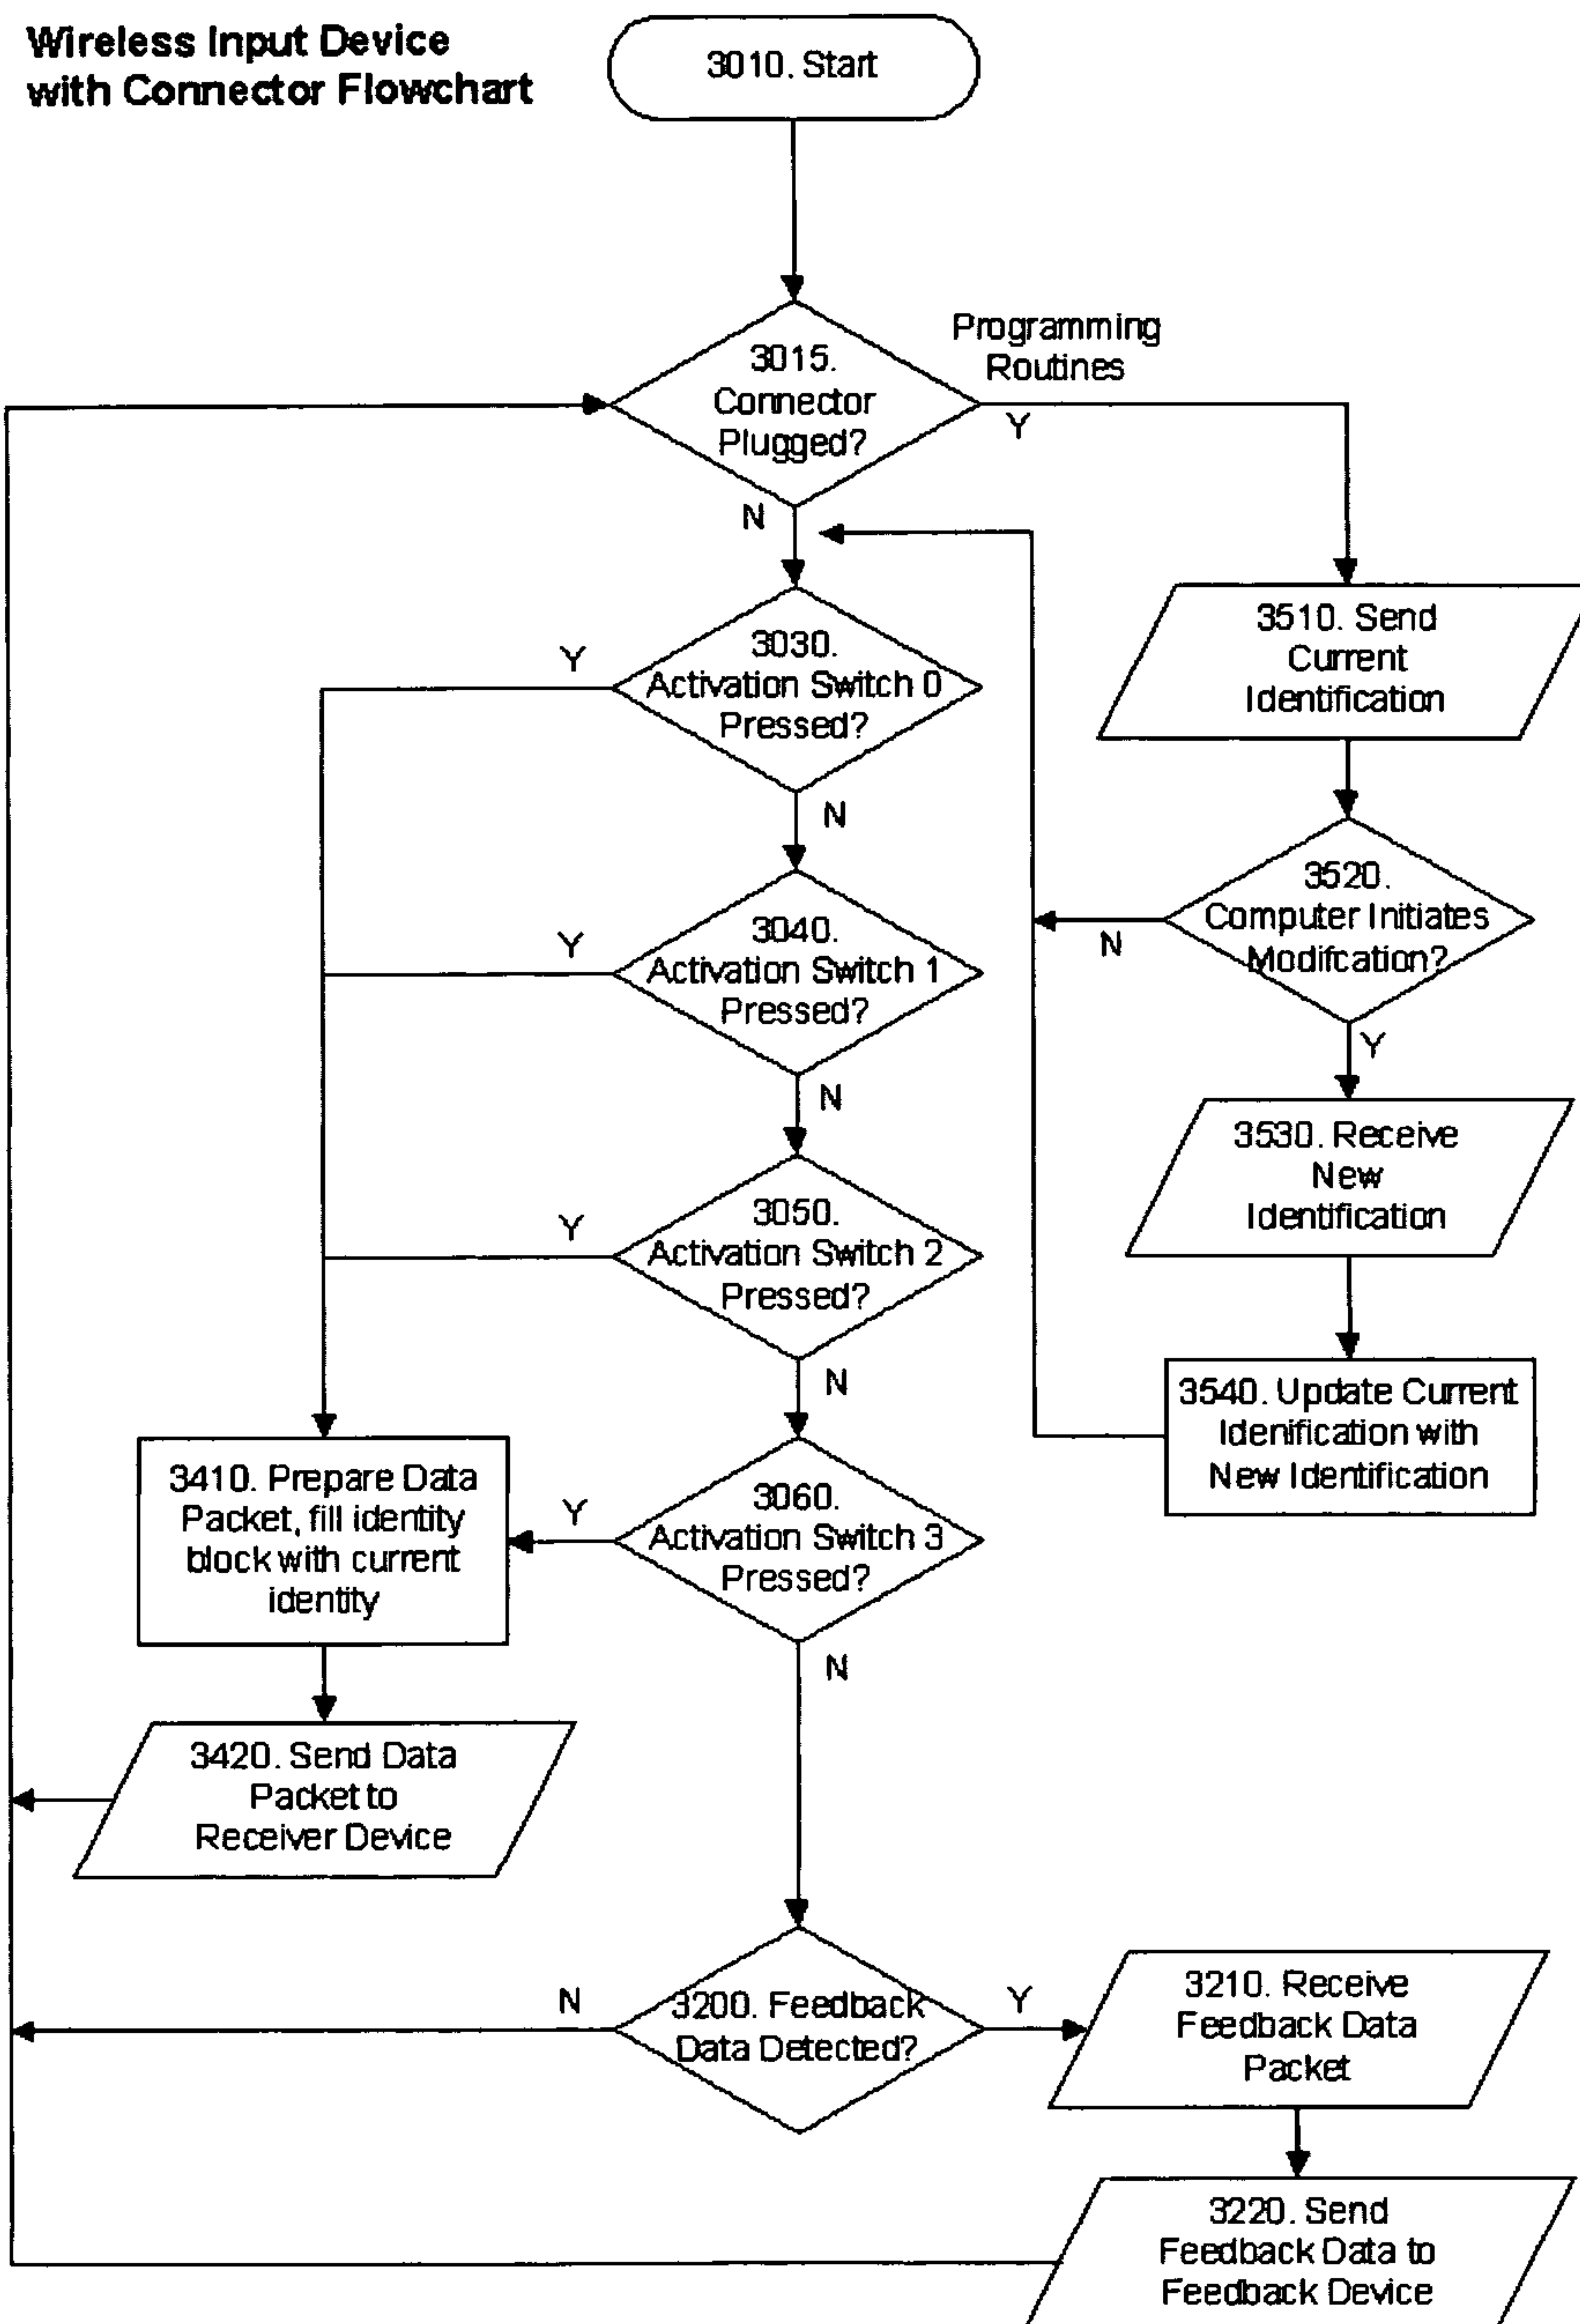 Wireless Input Device
with Connector Flowchart
3010. Start
3015.
Connector
Plugged?
Programming
Routines
Y
N
3030.
Activation Switch 0
Pressed?
Y
N
3510. Send
Current
Identification
3520.
Computer Initiates
Modifcation?
N
Y
3040.
Activation Switch 1
Pressed?
Y
N
3530. Receive
New
Identification
3050.
Activation Switch 2
Pressed?
Y
N
3540. Update Current
Idenification with
New Identification
3410. Prepare Data
Packet, fill identity
block with current
identity
3060.
Activation Switch 3
Pressed?
Y
N
3420. Send Data
Packet to
Receiver Device
3200. Feedback
Data Detected?
N
Y
3210. Receive
Feedback Data
Packet
3220. Send
Feedback Data to
Feedback Device